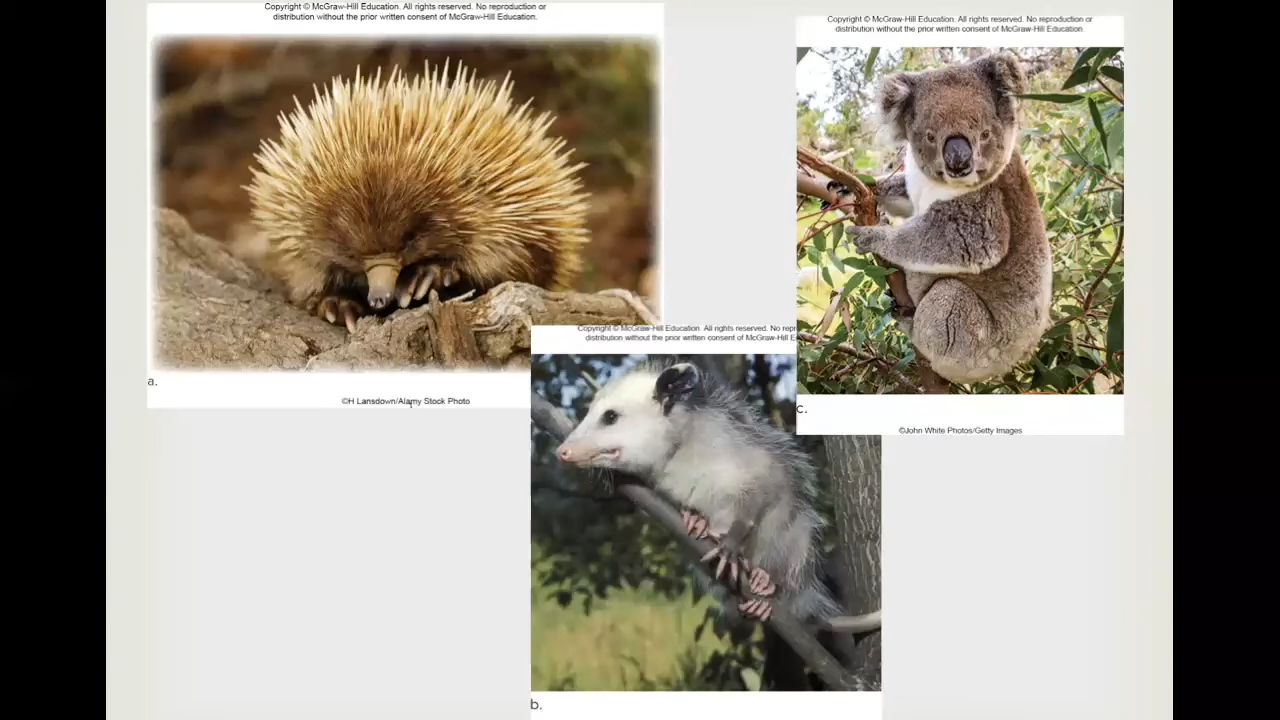 Copyright © McGraw-Hill Education. All rights reserved. No reproduction or
distribution without the prior written consent of McGraw-Hill Education.
a.
©H Lansdown/Alamy Stock Photo
Copyright © McGraw-Hill Education. All rights reserved. No repr
distribution without the prior written consent of McGraw-Hill E
b.
Copyright © McGraw-Hill Education. All rights reserved. No reproduction or
distribution without the prior written consent of McGraw-Hill Education
c.
©John White Photos/Getty Images